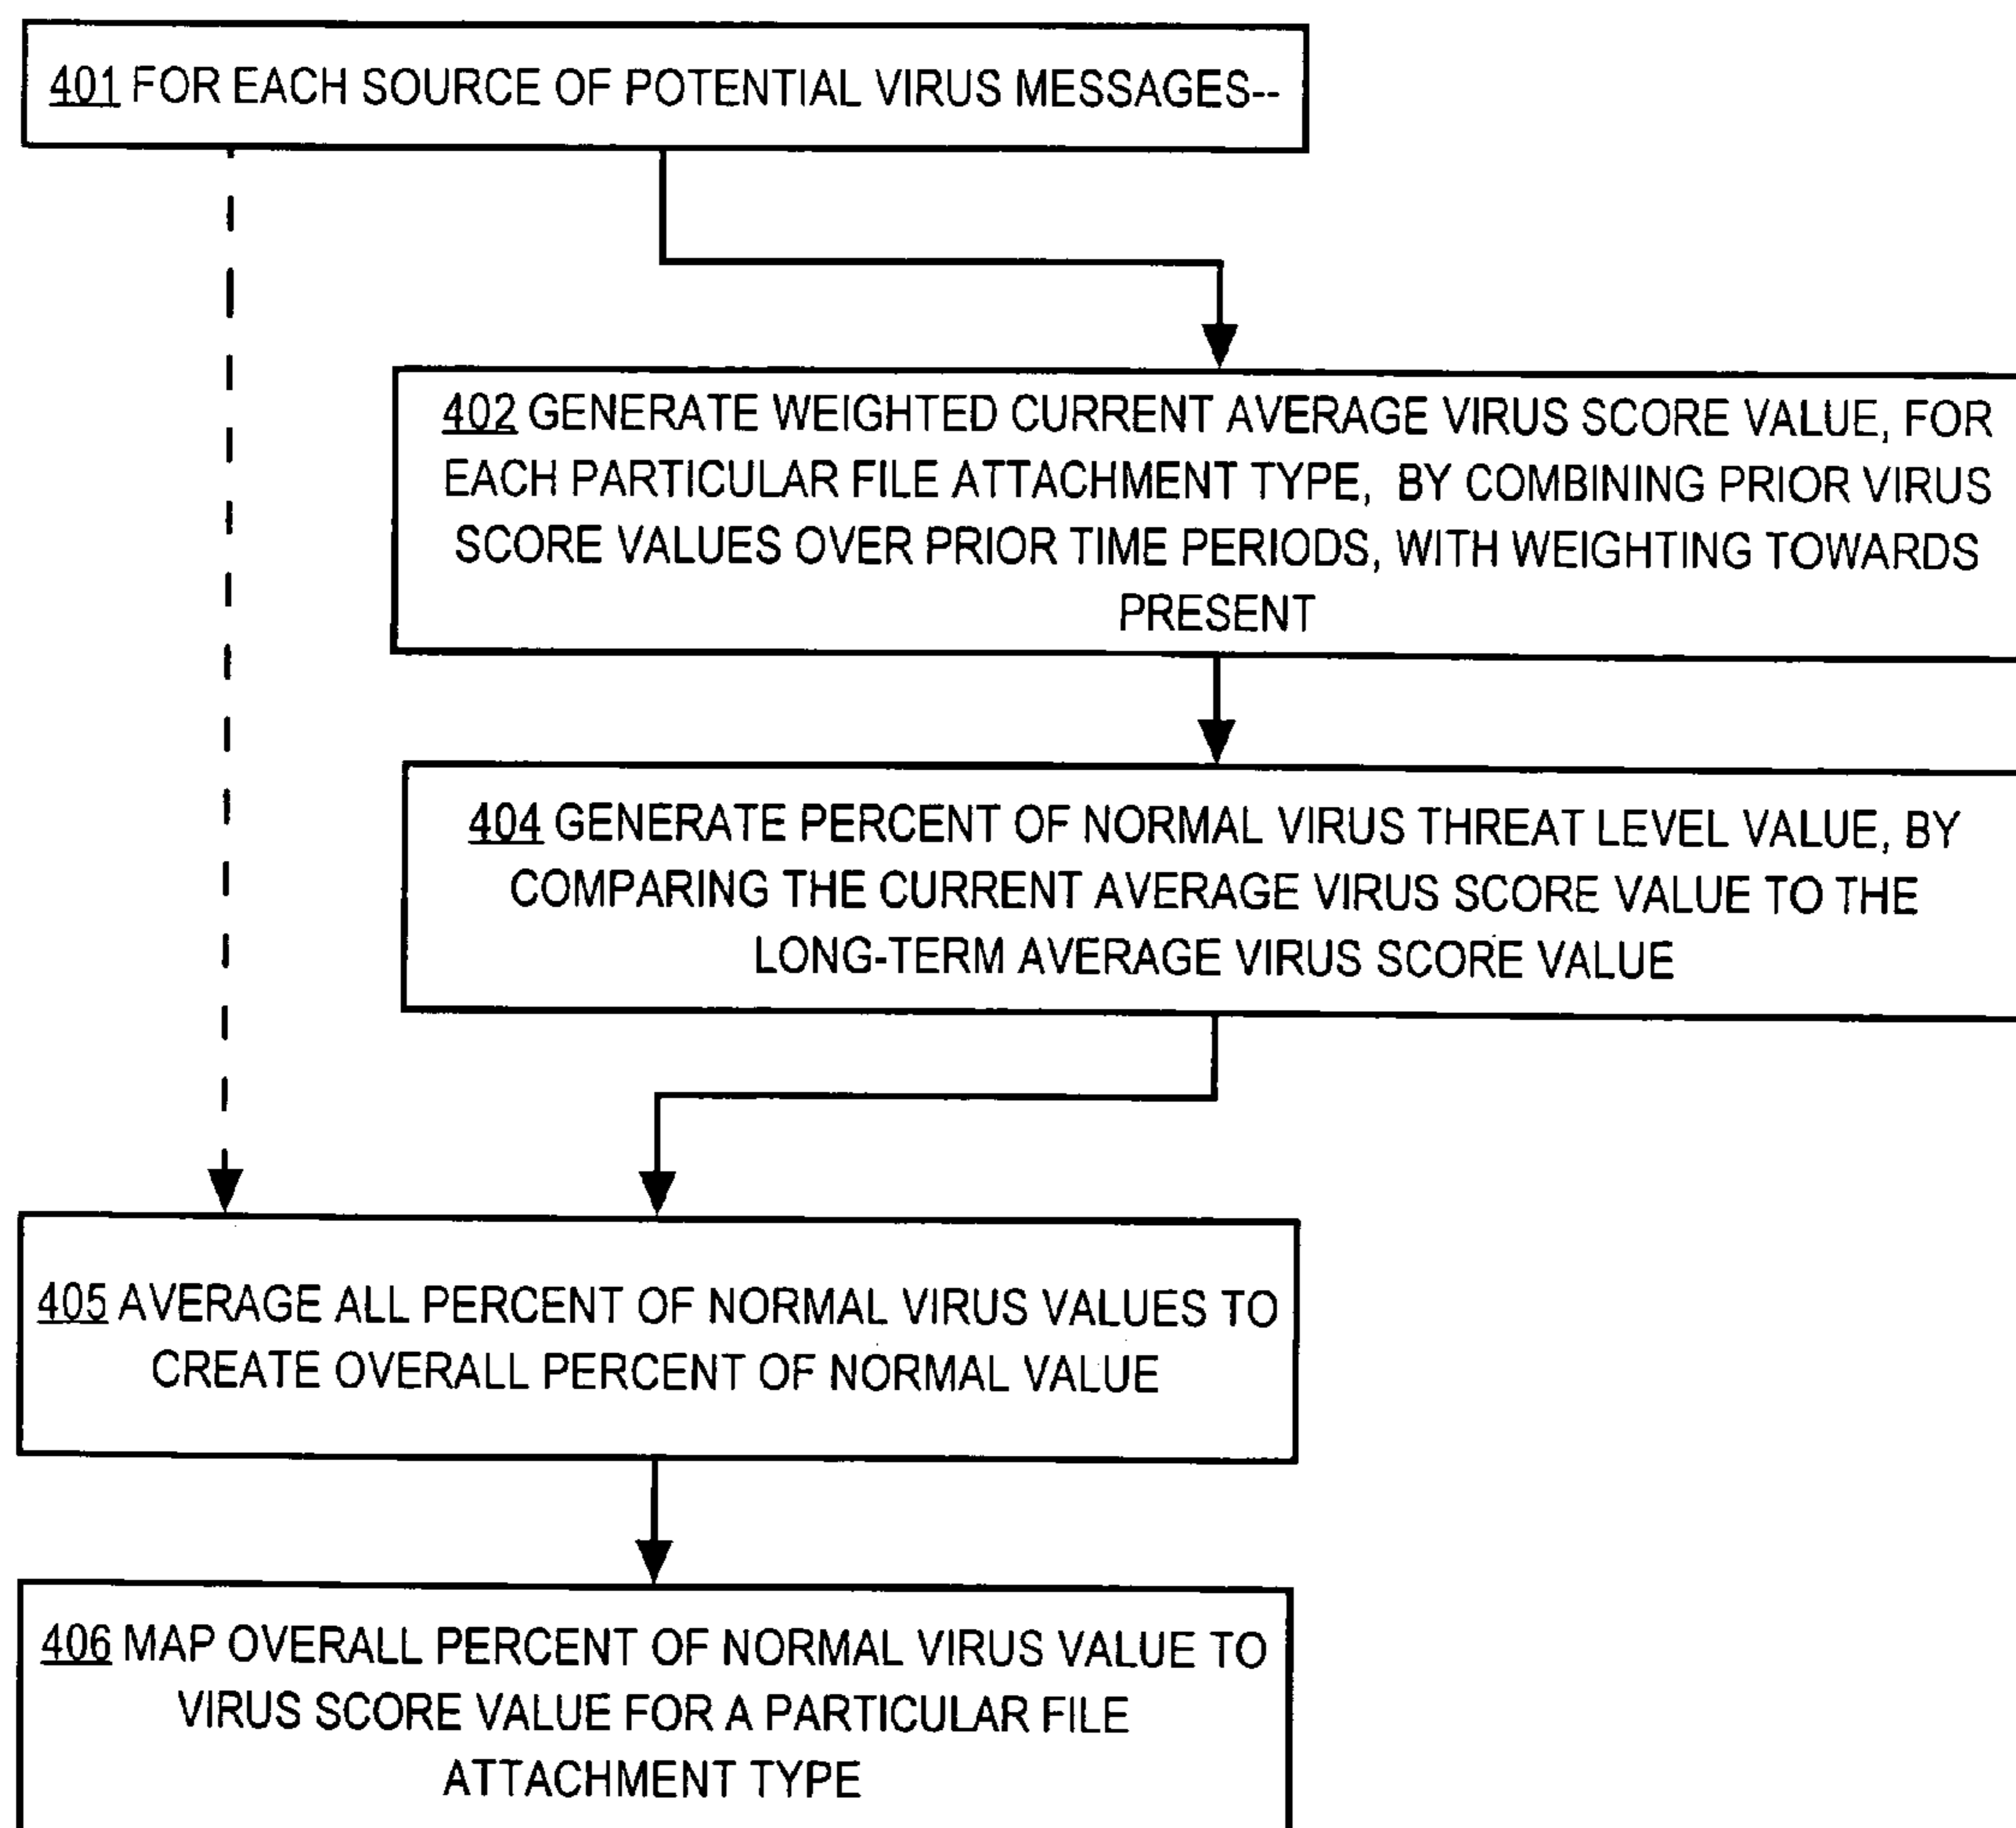 401 FOR EACH SOURCE OF POTENTIAL VIRUS MESSAGES--
402 GENERATE WEIGHTED CURRENT AVERAGE VIRUS SCORE VALUE, FOR
EACH PARTICULAR FILE ATTACHMENT TYPE, BY COMBINING PRIOR VIRUS
SCORE VALUES OVER PRIOR TIME PERIODS, WITH WEIGHTING TOWARDS
PRESENT
404 GENERATE PERCENT OF NORMAL VIRUS THREAT LEVEL VALUE, BY
COMPARING THE CURRENT AVERAGE VIRUS SCORE VALUE TO THE
LONG-TERM AVERAGE VIRUS SCORE VALUE
405 AVERAGE ALL PERCENT OF NORMAL VIRUS VALUES TO
CREATE OVERALL PERCENT OF NORMAL VALUE
406 MAP OVERALL PERCENT OF NORMAL VIRUS VALUE TO
VIRUS SCORE VALUE FOR A PARTICULAR FILE
ATTACHMENT TYPE